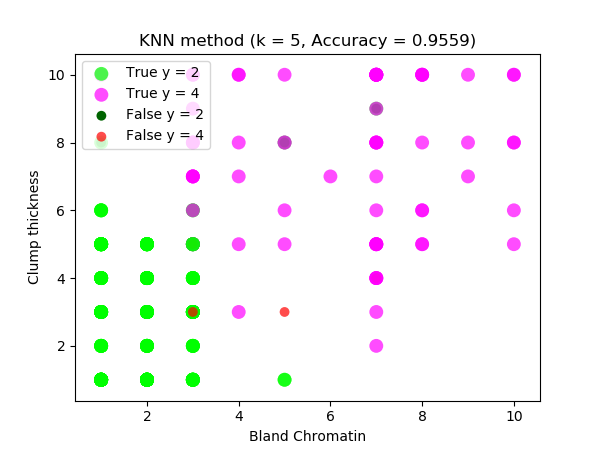 KNN method (k = 5, Accuracy = 0.9559)
True y = 2
True y = 4
False y = 2
False y = 4
Clump thickness
10
8
6
4
2
2 4 6 8 10
Bland Chromatin